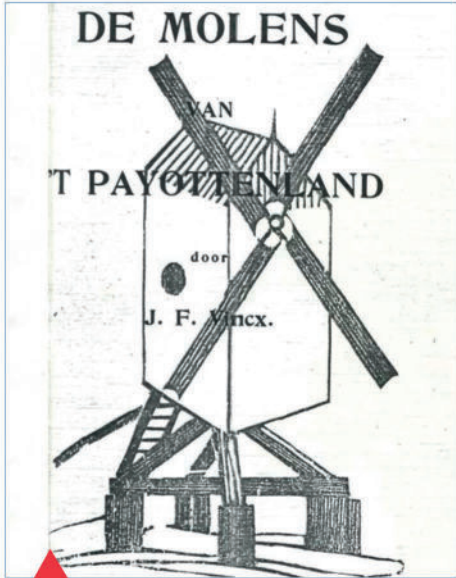 DE MOLENS
VAN
'T PAYOTTENLAND
door
J. F. Vincx.